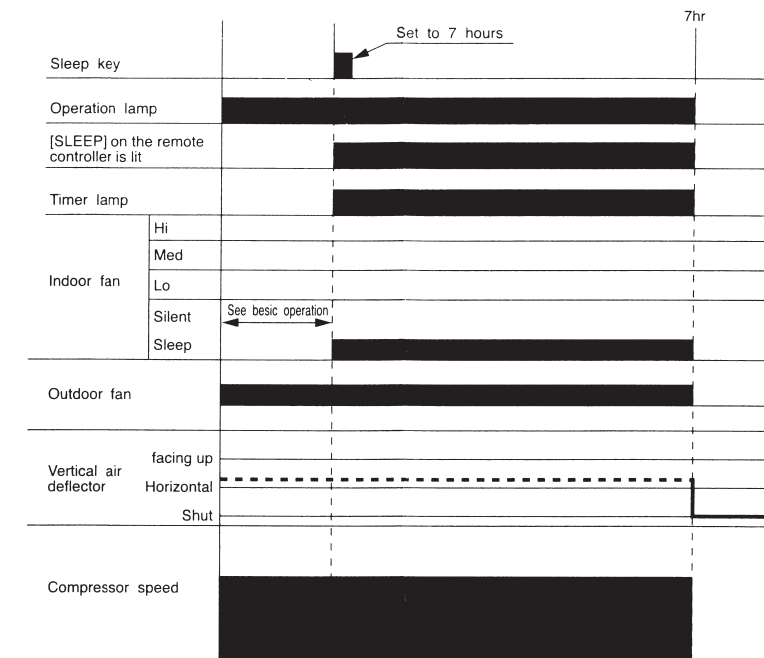 7hr
Set to 7 hours
Sleep key
Operation lamp
[SLEEP] on the remote
controller is lit
Timer lamp
Hi
Med
Indoor fan
Lo
See besic operation
Silent
Sleep
Outdoor fan
facing up
Vertical air
deflector
Horizontal
Shut
Compressor speed